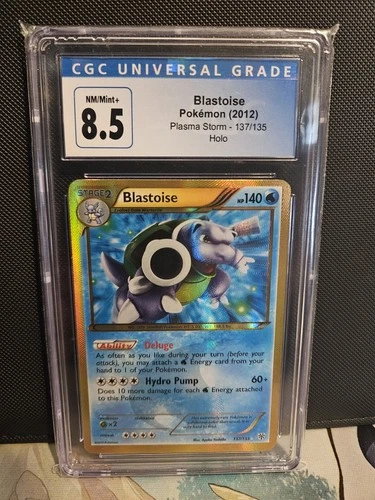 CGC UNIVERSAL GRADE
NM/Mint+
8.5
Blastoise
Pokémon (2012)
Plasma Storm - 137/135
Holo
STAGE2
Blastoise
HP140
Ability Deluge
As often as you like during your turn (before your
attack), you may attach a Energy card from your
hand to 1 of your Pokémon.
Hydro Pump 60+
Does 10 more damage for each Energy attached
to this Pokémon.
×2